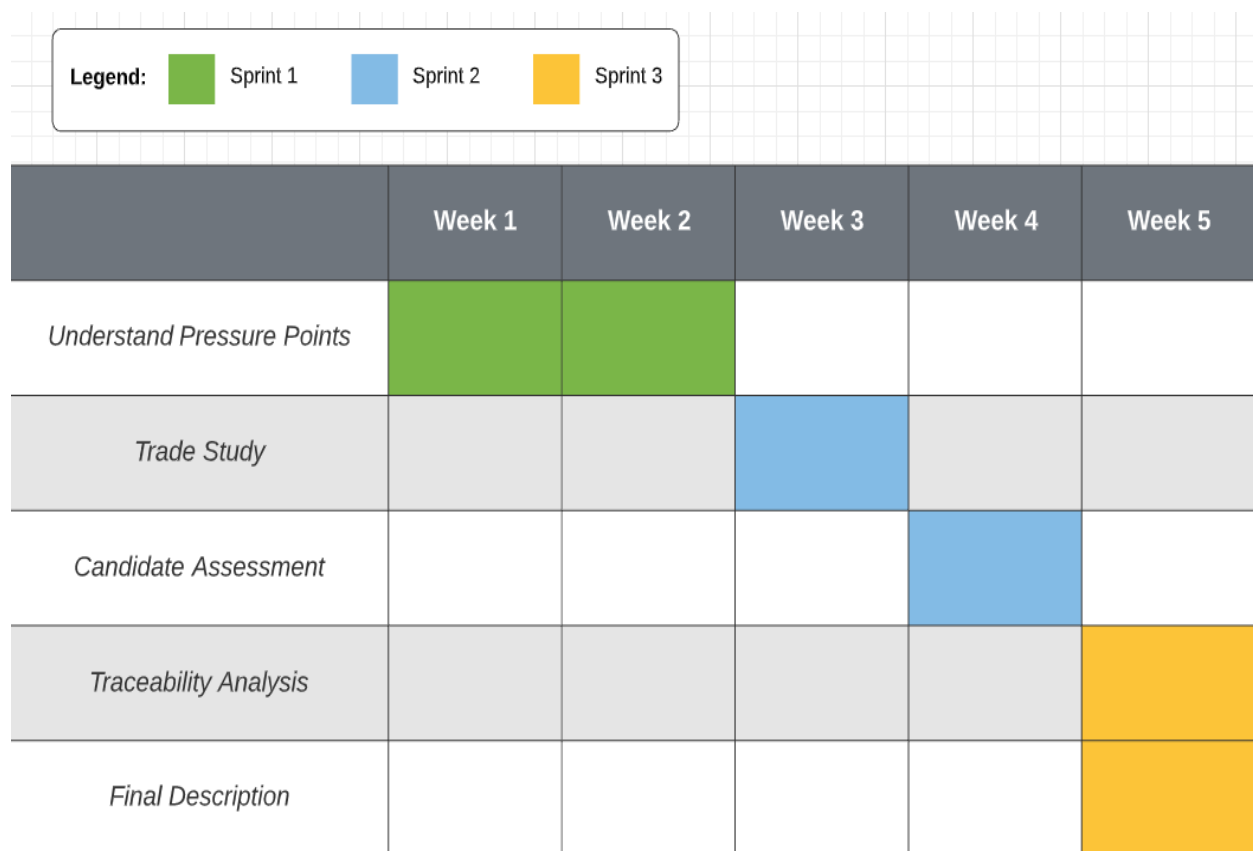 Legend: Sprint 1 Sprint 2 Sprint 3
Week 1 Week 2 Week 3 Week 4 Week 5
Understand Pressure Points
Trade Study
Candidate Assessment
Traceability Analysis
Final Description